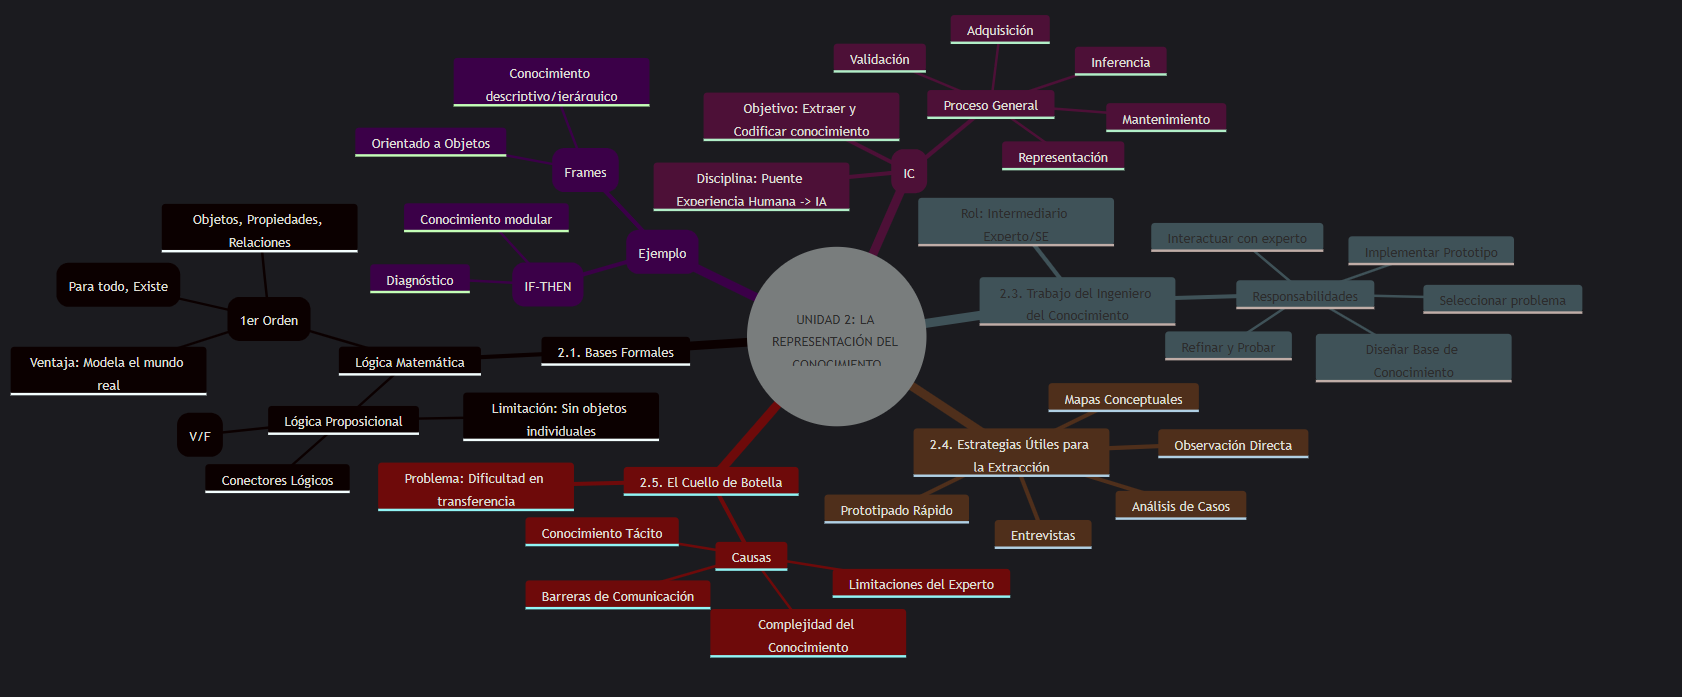 UNIDAD 2: LA
REPRESENTACIÓN DEL
CONOCIMIENTO
2.1. Bases Formales
Lógica Matemática
1er Orden
Objetos, Propiedades,
Relaciones
Para todo, Existe
Ventaja: Modela el mundo
real
Lógica Proposicional
V/F
Conectores Lógicos
Limitación: Sin objetos
individuales
Ejemplo
Frames
Conocimiento
descriptivo/jerárquico
Orientado a Objetos
IF-THEN
Conocimiento modular
Diagnóstico
IC
Disciplina: Puente
Experiencia Humana -> IA
Objetivo: Extraer y
Codificar conocimiento
Proceso General
Adquisición
Validación
Inferencia
Mantenimiento
Representación
2.3. Trabajo del Ingeniero
del Conocimiento
Rol: Intermediario
Experto/SE
Responsabilidades
Interactuar con experto
Implementar Prototipo
Seleccionar problema
Diseñar Base de
Conocimiento
Refinar y Probar
2.4. Estrategias Útiles para
la Extracción
Mapas Conceptuales
Observación Directa
Análisis de Casos
Entrevistas
Prototipado Rápido
2.5. El Cuello de Botella
Problema: Dificultad en
transferencia
Causas
Conocimiento Tácito
Barreras de Comunicación
Complejidad del
Conocimiento
Limitaciones del Experto